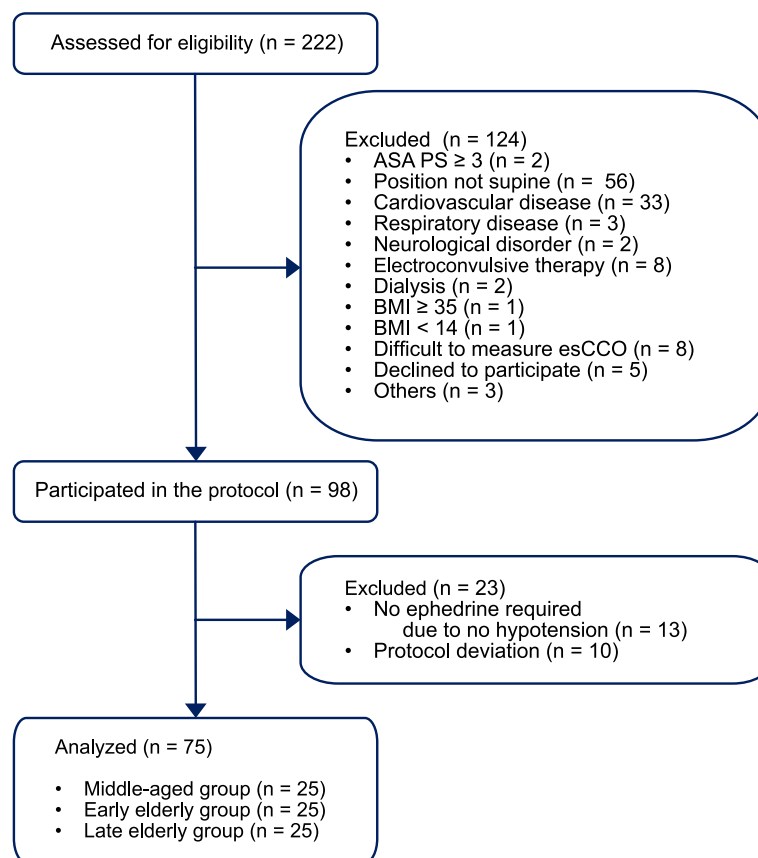 Assessed for eligibility (n = 222)
Excluded  (n = 124)
• ASA PS ≥ 3 (n = 2)
• Position not supine (n =  56)
• Cardiovascular disease (n = 33)
• Respiratory disease (n = 3)
• Neurological disorder (n = 2)
• Electroconvulsive therapy (n = 8)
• Dialysis (n = 2)
• BMI ≥ 35 (n = 1)
• BMI < 14 (n = 1)
• Difficult to measure esCCO (n = 8)
• Declined to participate (n = 5)
• Others (n = 3)
Participated in the protocol (n = 98)
Excluded (n = 23)
• No ephedrine required
due to no hypotension (n = 13)
• Protocol deviation (n = 10)
Analyzed (n = 75)
• Middle-aged group (n = 25)
• Early elderly group (n = 25)
• Late elderly group (n = 25)